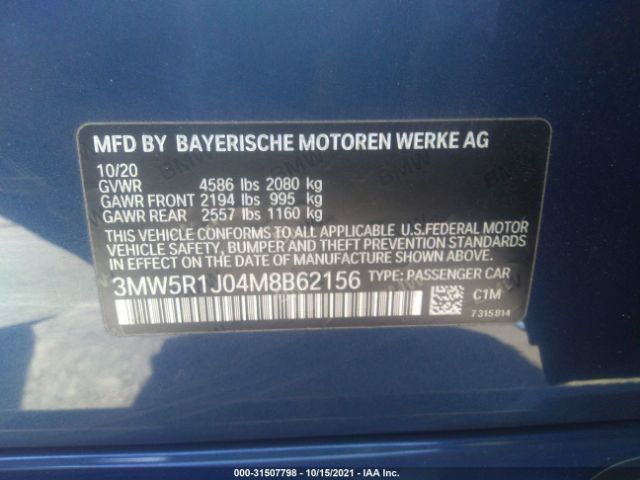 MFD BY BAYERISCHE MOTOREN WERKE AG
10/20
GVWR 4586 lbs 2080 kg
GAWR FRONT 2194 lbs 995 kg
GAWR REAR 2557 lbs 1160 kg
THIS VEHICLE CONFORMS TO ALL APPLICABLE U.S.FEDERAL MOTOR
VEHICLE SAFETY, BUMPER AND THEFT PREVENTION STANDARDS
IN EFFECT ON THE DATE OF MANUFACTURE SHOWN ABOVE.
3MW5R1J04M8B62156 TYPE: PASSENGER CAR
C1M
7315814
000-31507798 - 10/15/2021 - IAA Inc.